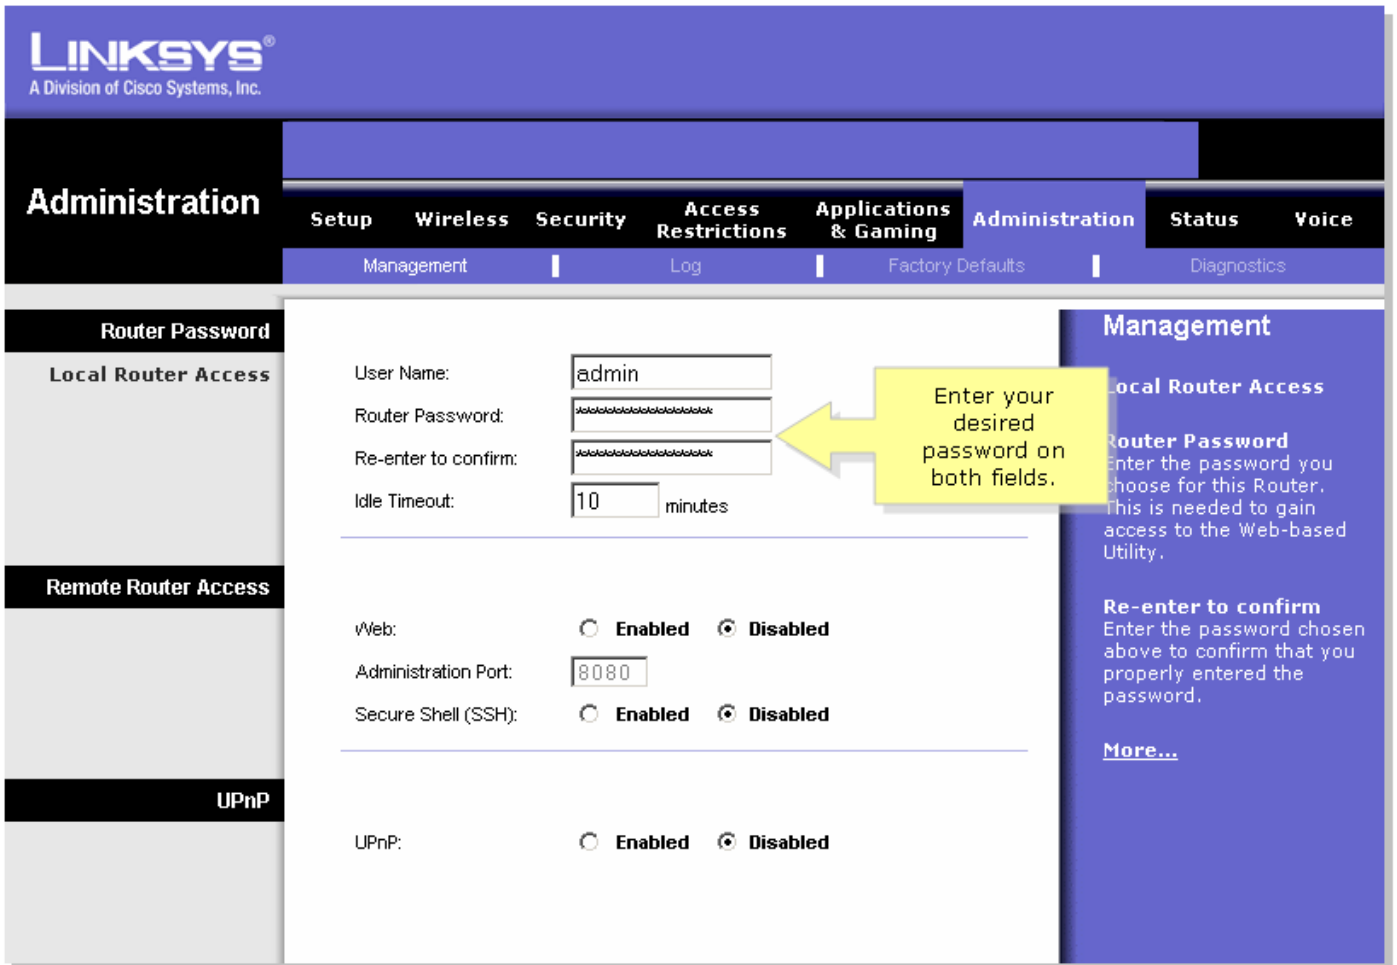 LINKSYS®
A Division of Cisco Systems, Inc.
Administration
Setup
Wireless
Security
Access
Restrictions
Applications
& Gaming
Administration
Status
Voice
Management
Log
Factory Defaults
Diagnostics
Router Password
Local Router Access
User Name:
admin
Router Password:
*******************
Re-enter to confirm:
*******************
Idle Timeout:
10
minutes
Enter your
desired
password on
both fields.
Remote Router Access
Web:
Enabled
Disabled
Administration Port:
8080
Secure Shell (SSH):
Enabled
Disabled
UPnP
UPnP:
Enabled
Disabled
Management
Local Router Access
Router Password
Enter the password you
choose for this Router.
This is needed to gain
access to the Web-based
Utility.
Re-enter to confirm
Enter the password chosen
above to confirm that you
properly entered the
password.
More...